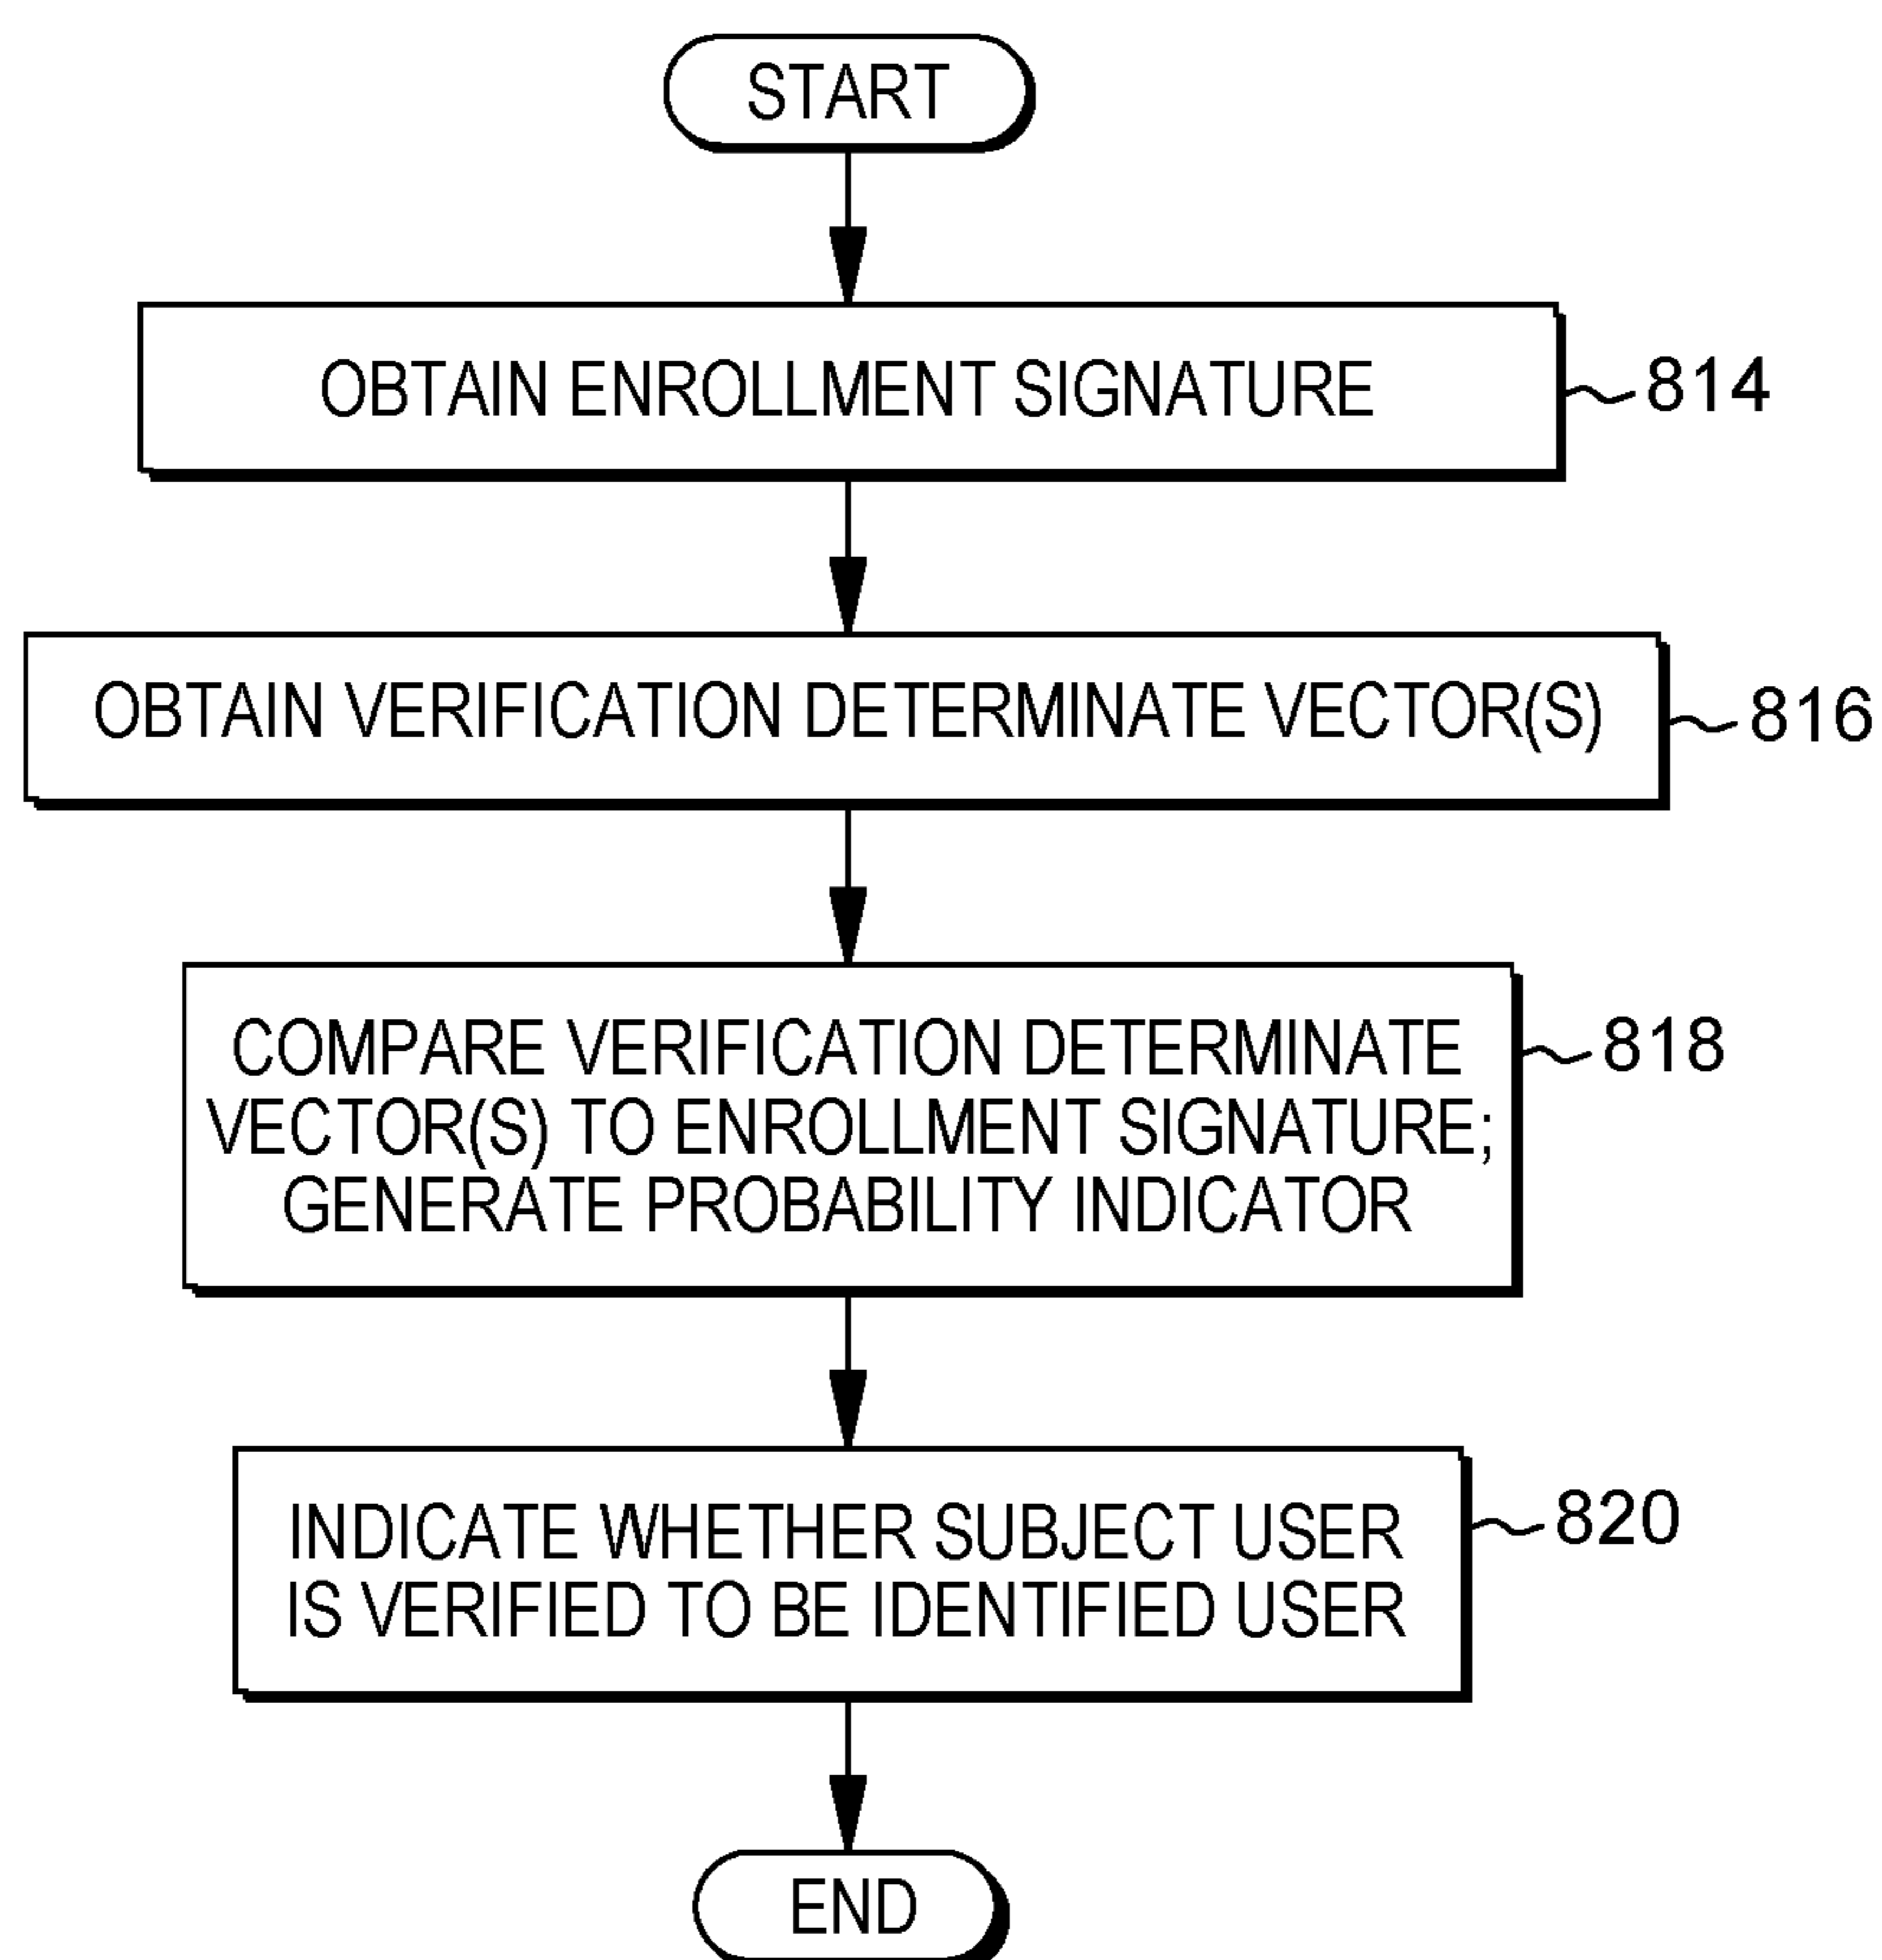 START
OBTAIN ENROLLMENT SIGNATURE
814
OBTAIN VERIFICATION DETERMINATE VECTOR(S)
816
COMPARE VERIFICATION DETERMINATE
VECTOR(S) TO ENROLLMENT SIGNATURE;
GENERATE PROBABILITY INDICATOR
818
INDICATE WHETHER SUBJECT USER
IS VERIFIED TO BE IDENTIFIED USER
820
END